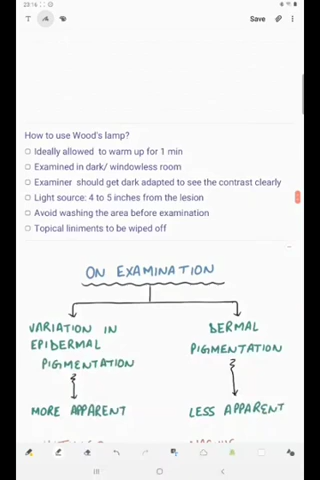 23:16
T
Save
How to use Wood's lamp?
Ideally allowed to warm up for 1 min
Examined in dark/ windowless room
Examiner should get dark adapted to see the contrast clearly
Light source: 4 to 5 inches from the lesion
Avoid washing the area before examination
Topical liniments to be wiped off
ON EXAMINATION
VARIATION IN
EPIDERMAL
PIGMENTATION
DERMAL
PIGMENTATION
MORE APPARENT
LESS APPARENT